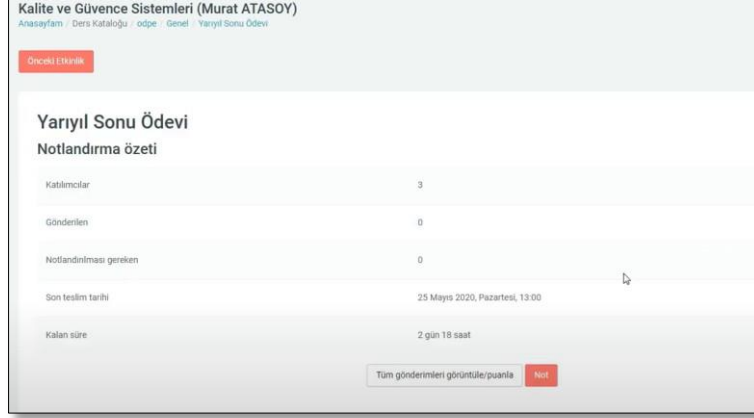 Kalite ve Güvence Sistemleri (Murat ATASOY)
Anasayfam / Ders Kataloğu / odpe / Genel / Yarıyıl Sonu Ödevi
Önceki Etkinlik
Yarıyıl Sonu Ödevi
Notlandırma özeti
Katılımcılar 3
Gönderilen 0
Notlandırılması gereken 0
Son teslim tarihi 25 Mayıs 2020, Pazartesi, 13:00
Kalan süre 2 gün 18 saat
Tüm gönderimleri görüntüle/puanla Not